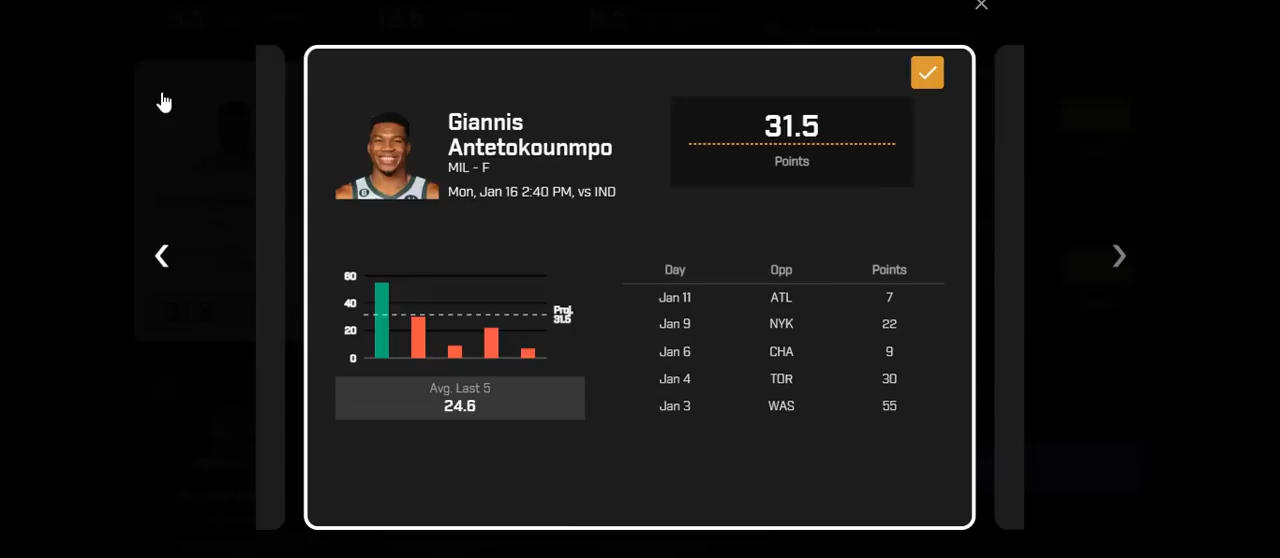 Giannis
Antetokounmpo
MIL - F
Mon, Jan 16 2:40 PM, vs IND
31.5
Points
60
40
20
0
Proj.
31.5
Avg. Last 5
24.6
Day Opp Points
Jan 11 ATL 7
Jan 9 NYK 22
Jan 6 CHA 9
Jan 4 TOR 30
Jan 3 WAS 55